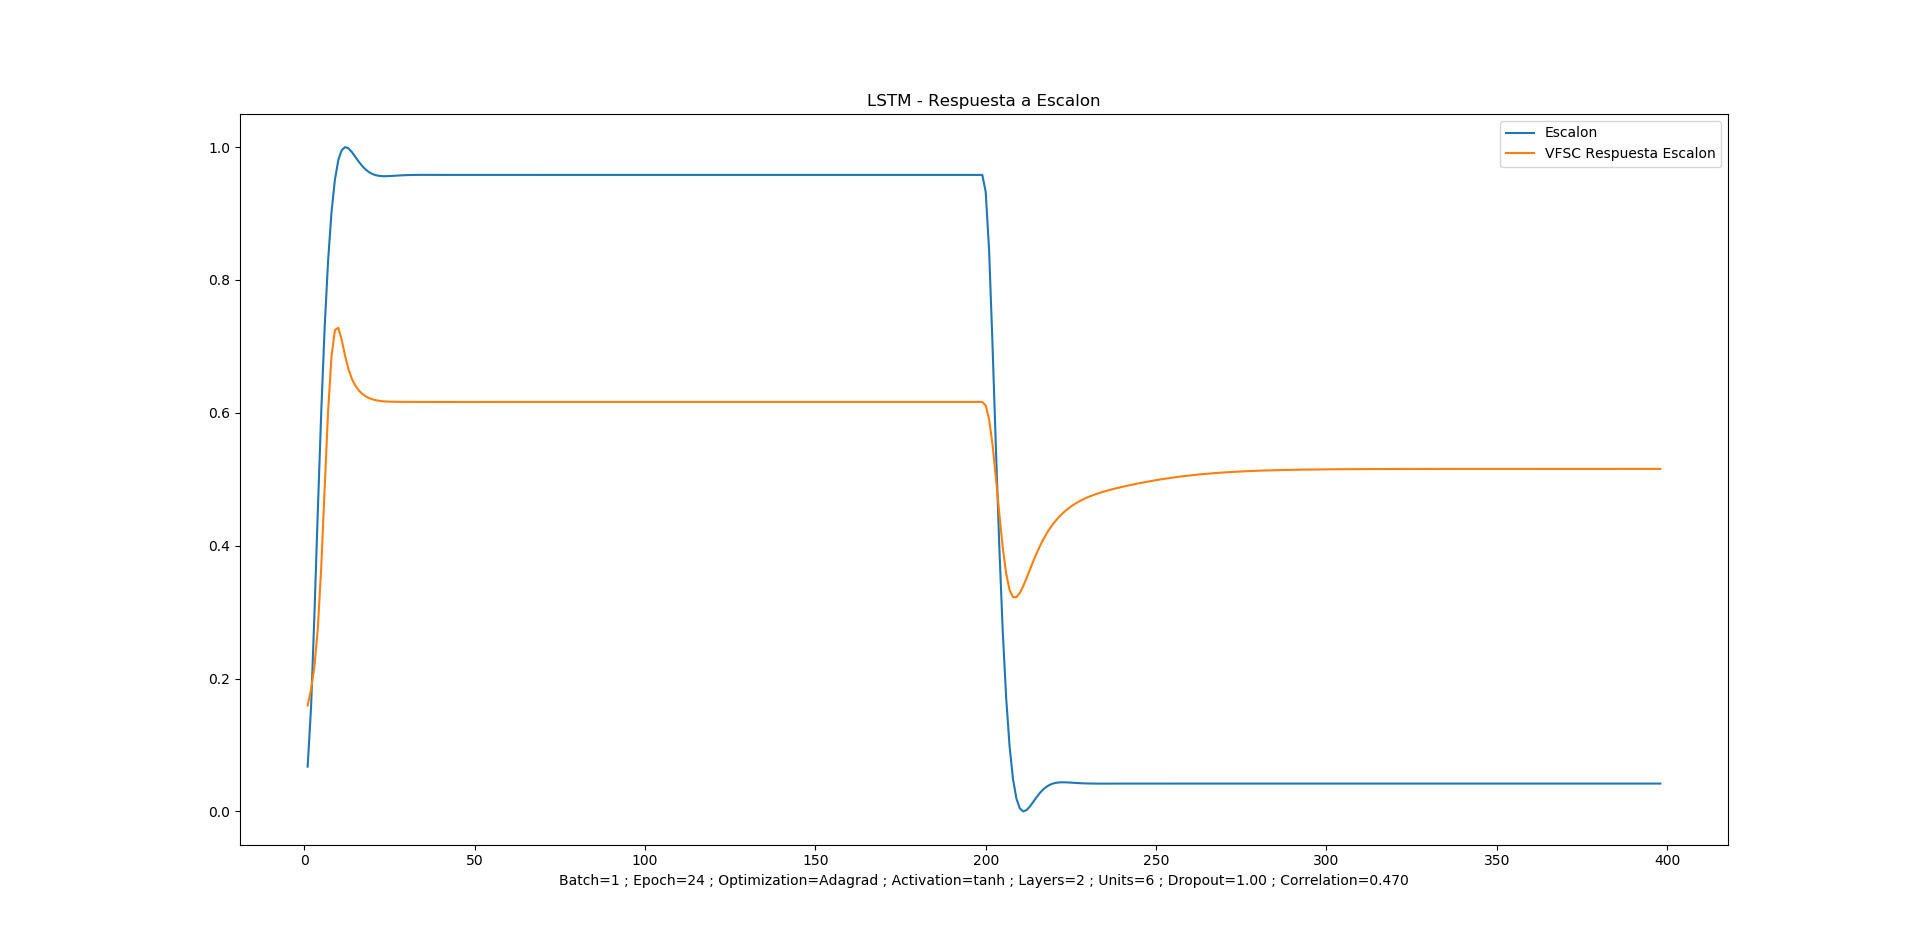 LSTM - Respuesta a Escalon
Escalon
VFSC Respuesta Escalon
1.0
0.8
0.6
0.4
0.2
0.0
0 50 100 150 200 250 300 350 400
Batch=1 ; Epoch=24 ; Optimization=Adagrad ; Activation=tanh ; Layers=2 ; Units=6 ; Dropout=1.00 ; Correlation=0.470